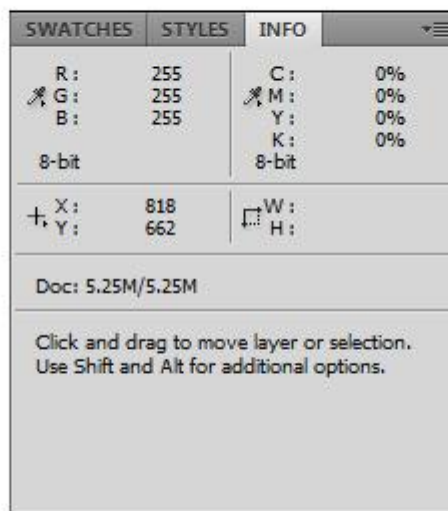 SWATCHES STYLES INFO
R: 255 C: 0%
G: 255 M: 0%
B: 255 Y: 0%
K: 0%
8-bit 8-bit
X: 818 W:
Y: 662 H:
Doc: 5.25M/5.25M
Click and drag to move layer or selection.
Use Shift and Alt for additional options.